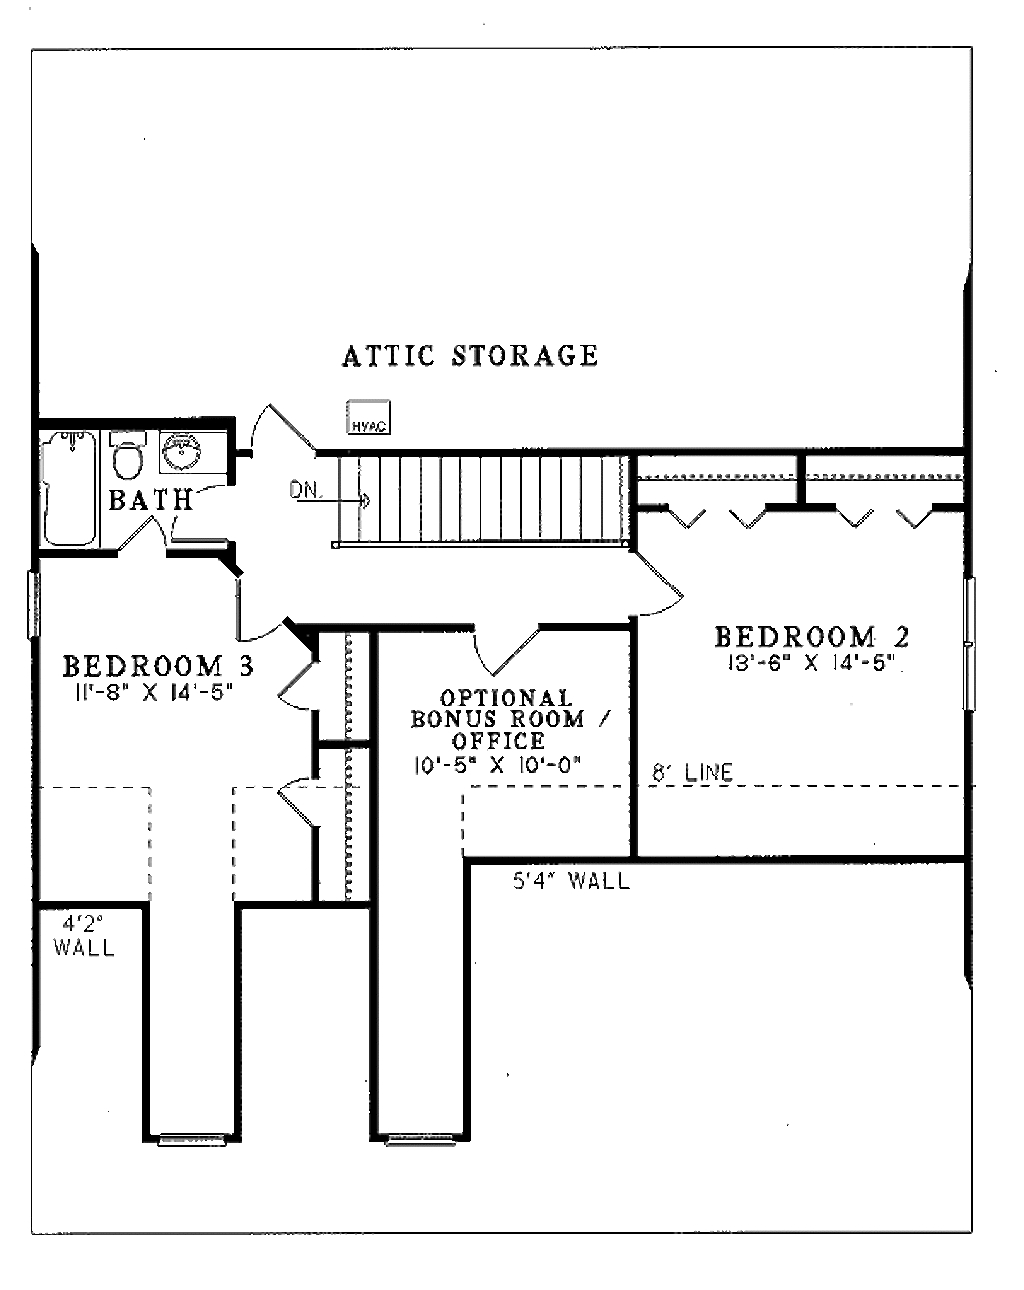 ATTIC STORAGE
HVAC
DN.
BATH
BEDROOM 3
11'-8" X 14'-5"
OPTIONAL
BONUS ROOM /
OFFICE
10'-5" X 10'-0"
BEDROOM 2
13'-6" X 14'-5"
8' LINE
5'4" WALL
4'2"
WALL